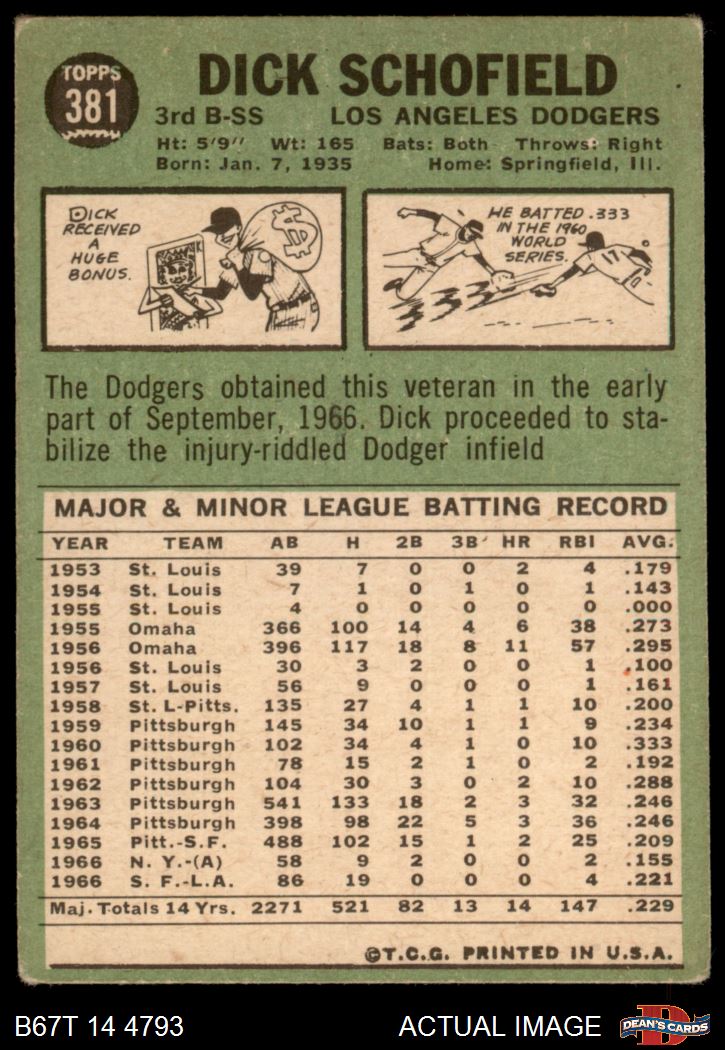 TOPPS
381
DICK SCHOFIELD
3rd B-SS LOS ANGELES DODGERS
Ht: 5'9" Wt: 165 Bats: Both Throws: Right
Born: Jan. 7, 1935 Home: Springfield, Ill.
DICK
RECEIVED
A
HUGE
BONUS.
$
K
HE BATTED .333
IN THE 1960
WORLD
SERIES.
17
The Dodgers obtained this veteran in the early
part of September, 1966. Dick proceeded to sta-
bilize the injury-riddled Dodger infield
MAJOR & MINOR LEAGUE BATTING RECORD
YEAR TEAM AB H 2B 3B HR RBI AVG.
1953 St. Louis 39 7 0 0 2 4 .179
1954 St. Louis 7 1 0 1 0 1 .143
1955 St. Louis 4 0 0 0 0 0 .000
1955 Omaha 366 100 14 4 6 38 .273
1956 Omaha 396 117 18 8 11 57 .295
1956 St. Louis 30 3 2 0 0 1 .100
1957 St. Louis 56 9 0 0 0 1 .161
1958 St. L-Pitts. 135 27 4 1 1 10 .200
1959 Pittsburgh 145 34 10 1 1 9 .234
1960 Pittsburgh 102 34 4 1 0 10 .333
1961 Pittsburgh 78 15 2 1 0 2 .192
1962 Pittsburgh 104 30 3 0 2 10 .288
1963 Pittsburgh 541 133 18 2 3 32 .246
1964 Pittsburgh 398 98 22 5 3 36 .246
1965 Pitt.-S.F. 488 102 15 1 2 25 .209
1966 N. Y.-(A) 58 9 2 0 0 2 .155
1966 S. F.-L.A. 86 19 0 0 0 4 .221
Maj. Totals 14 Yrs. 2271 521 82 13 14 147 .229
©T.C.G. PRINTED IN U.S.A.
B67T 14 4793 ACTUAL IMAGE
D
DEAN'S CARDS